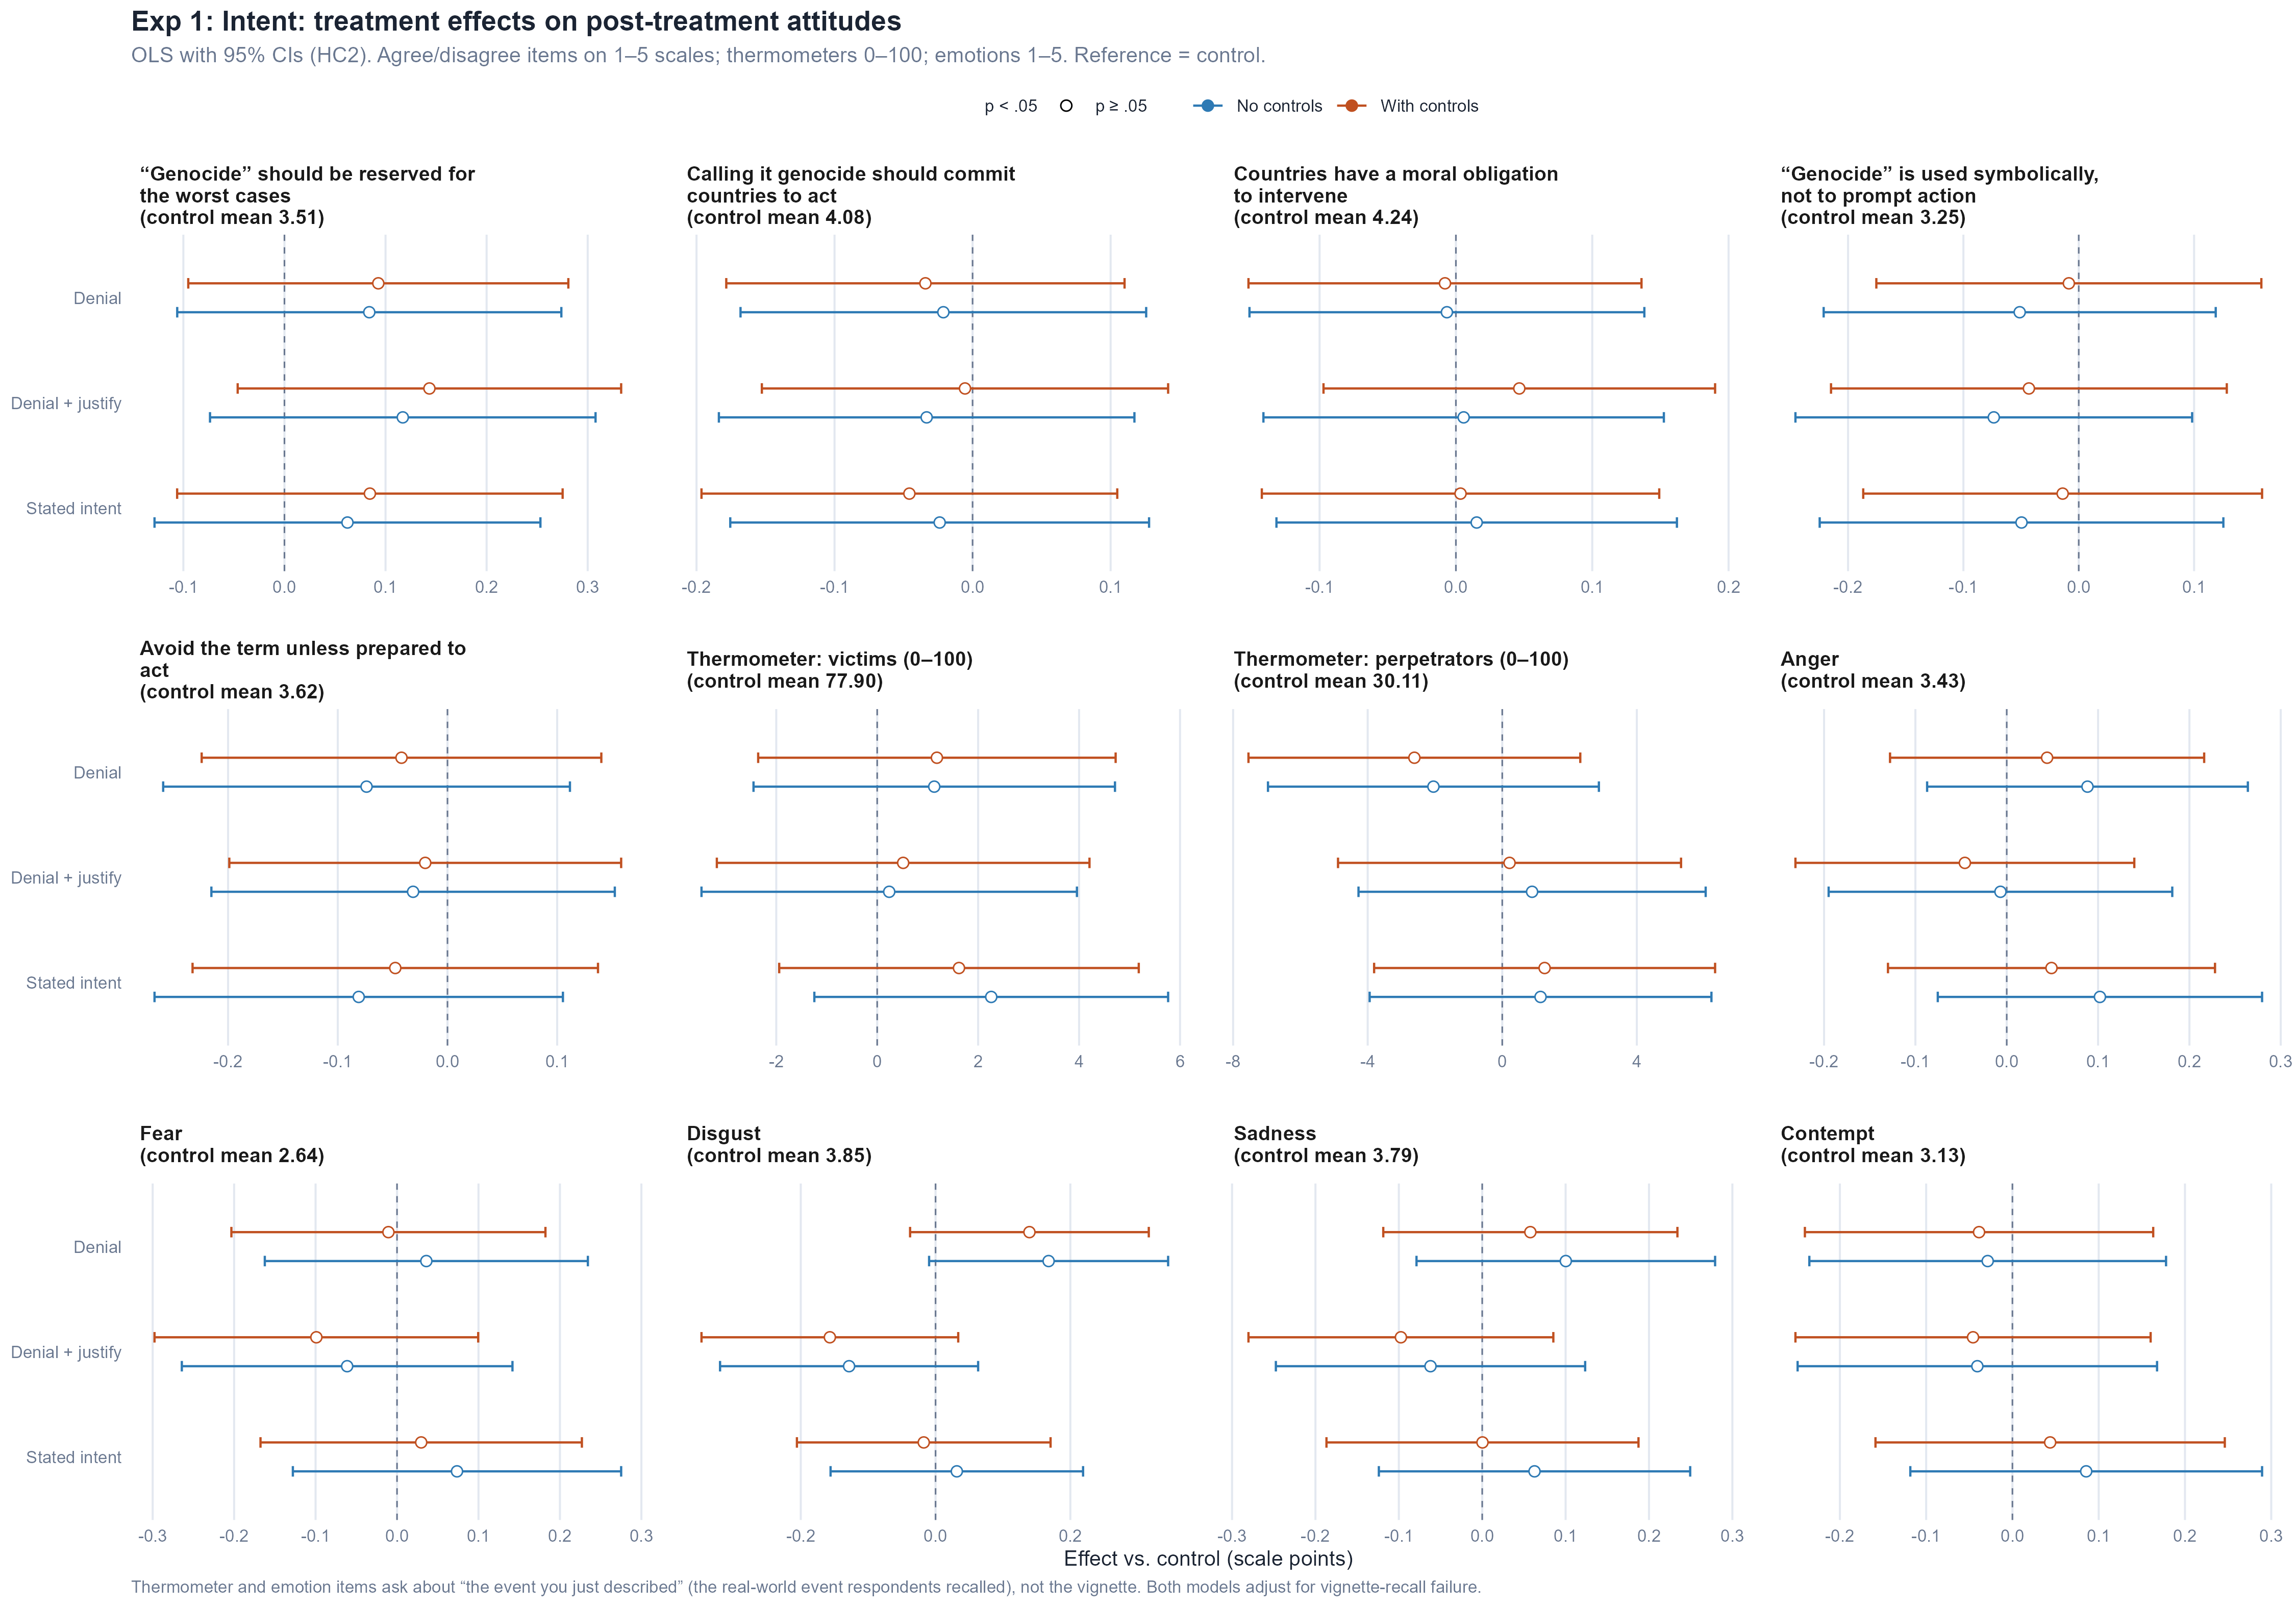 Exp 1: Intent: treatment effects on post-treatment attitudes
OLS with 95% CIs (HC2). Agree/disagree items on 1–5 scales; thermometers 0–100; emotions 1–5. Reference = control.
p < .05 p ≥ .05 No controls With controls
“Genocide” should be reserved for
the worst cases
(control mean 3.51)
Calling it genocide should commit
countries to act
(control mean 4.08)
Countries have a moral obligation
to intervene
(control mean 4.24)
“Genocide” is used symbolically,
not to prompt action
(control mean 3.25)
Denial
Denial + justify
Stated intent
-0.1 0.0 0.1 0.2 0.3
-0.2 -0.1 0.0 0.1
-0.1 0.0 0.1 0.2
-0.2 -0.1 0.0 0.1
Avoid the term unless prepared to
act
(control mean 3.62)
Thermometer: victims (0–100)
(control mean 77.90)
Thermometer: perpetrators (0–100)
(control mean 30.11)
Anger
(control mean 3.43)
Denial
Denial + justify
Stated intent
-0.2 -0.1 0.0 0.1
-2 0 2 4 6
-8 -4 0 4
-0.2 -0.1 0.0 0.1 0.2 0.3
Fear
(control mean 2.64)
Disgust
(control mean 3.85)
Sadness
(control mean 3.79)
Contempt
(control mean 3.13)
Denial
Denial + justify
Stated intent
-0.3 -0.2 -0.1 0.0 0.1 0.2 0.3
-0.2 0.0 0.2
-0.3 -0.2 -0.1 0.0 0.1 0.2 0.3
-0.2 -0.1 0.0 0.1 0.2 0.3
Effect vs. control (scale points)
Thermometer and emotion items ask about “the event you just described” (the real-world event respondents recalled), not the vignette. Both models adjust for vignette-recall failure.